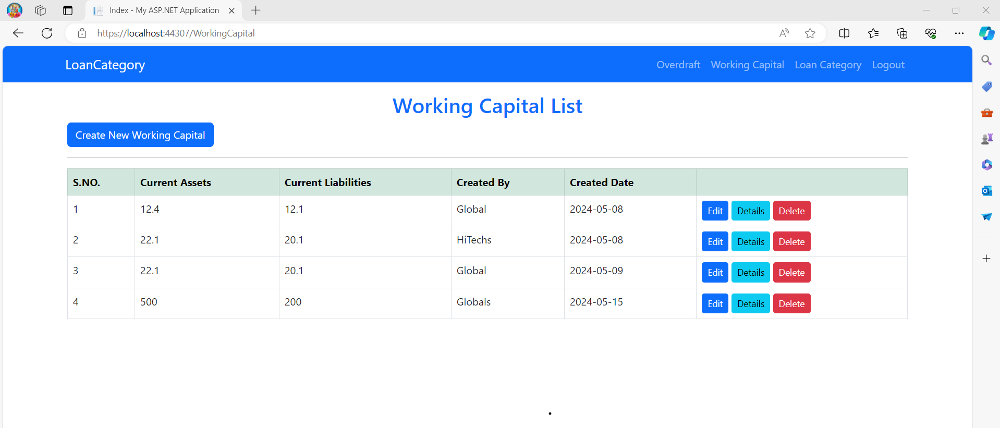 Index - My ASP.NET Application
https://localhost:44307/WorkingCapital
LoanCategory Overdraft Working Capital Loan Category Logout
Working Capital List
Create New Working Capital
S.NO. Current Assets Current Liabilities Created By Created Date
1 12.4 12.1 Global 2024-05-08 Edit Details Delete
2 22.1 20.1 HiTechs 2024-05-08 Edit Details Delete
3 22.1 20.1 Global 2024-05-09 Edit Details Delete
4 500 200 Globals 2024-05-15 Edit Details Delete